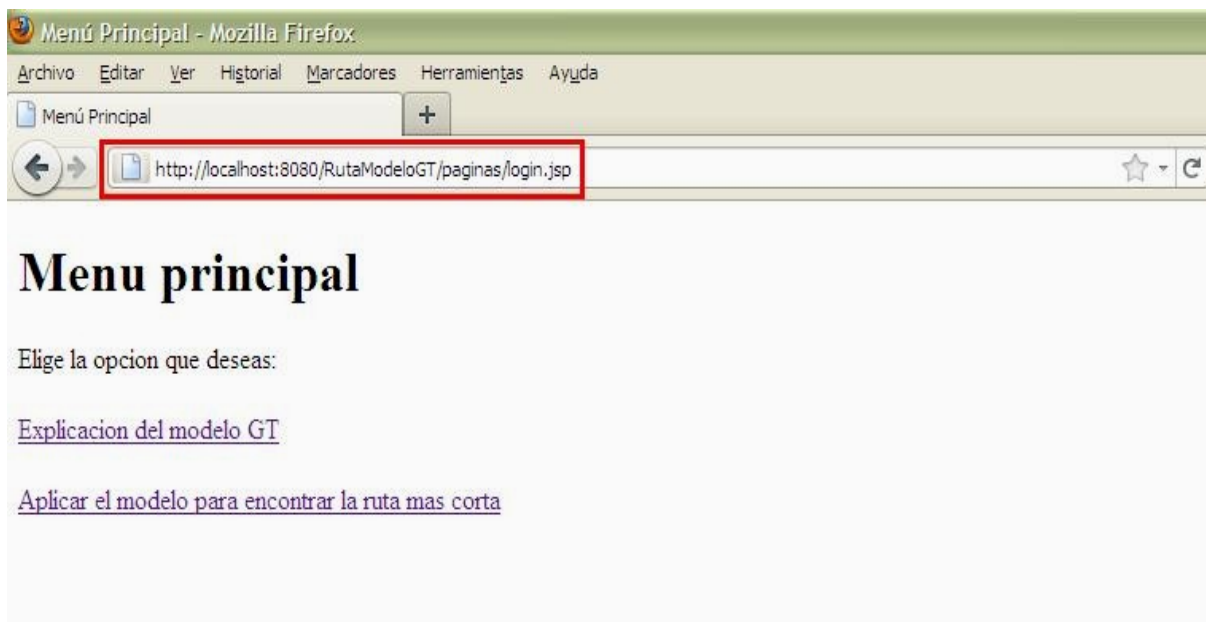 Menú Principal - Mozilla Firefox
Archivo Editar Ver Historial Marcadores Herramientas Ayuda
Menú Principal +
http://localhost:8080/RutaModeloGT/paginas/login.jsp
Menu principal
Elige la opcion que deseas:
Explicacion del modelo GT
Aplicar el modelo para encontrar la ruta mas corta